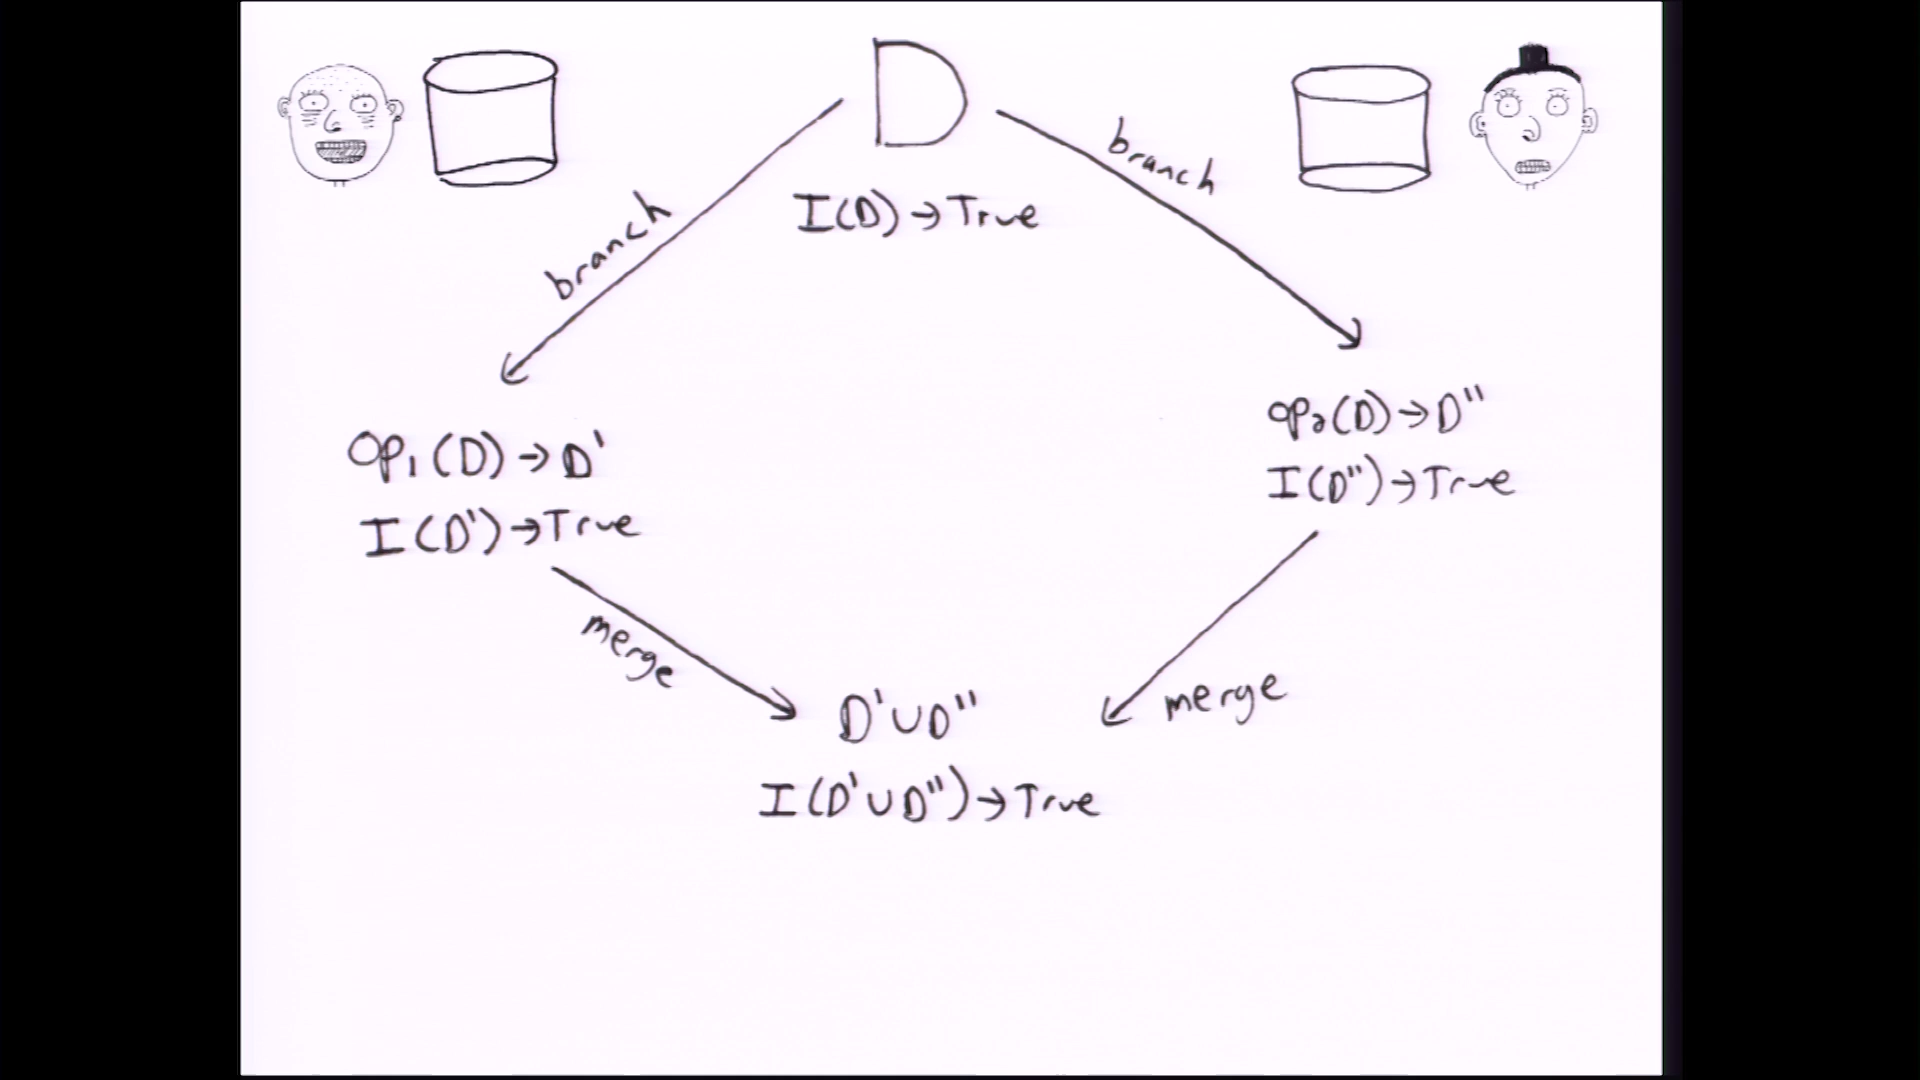 D
I(D)→True
branch
branch
Op₁(D)→D'
I(D')→True
op₂(D)→D"
I(D")→True
merge
merge
D'∪D"
I(D'∪D")→True